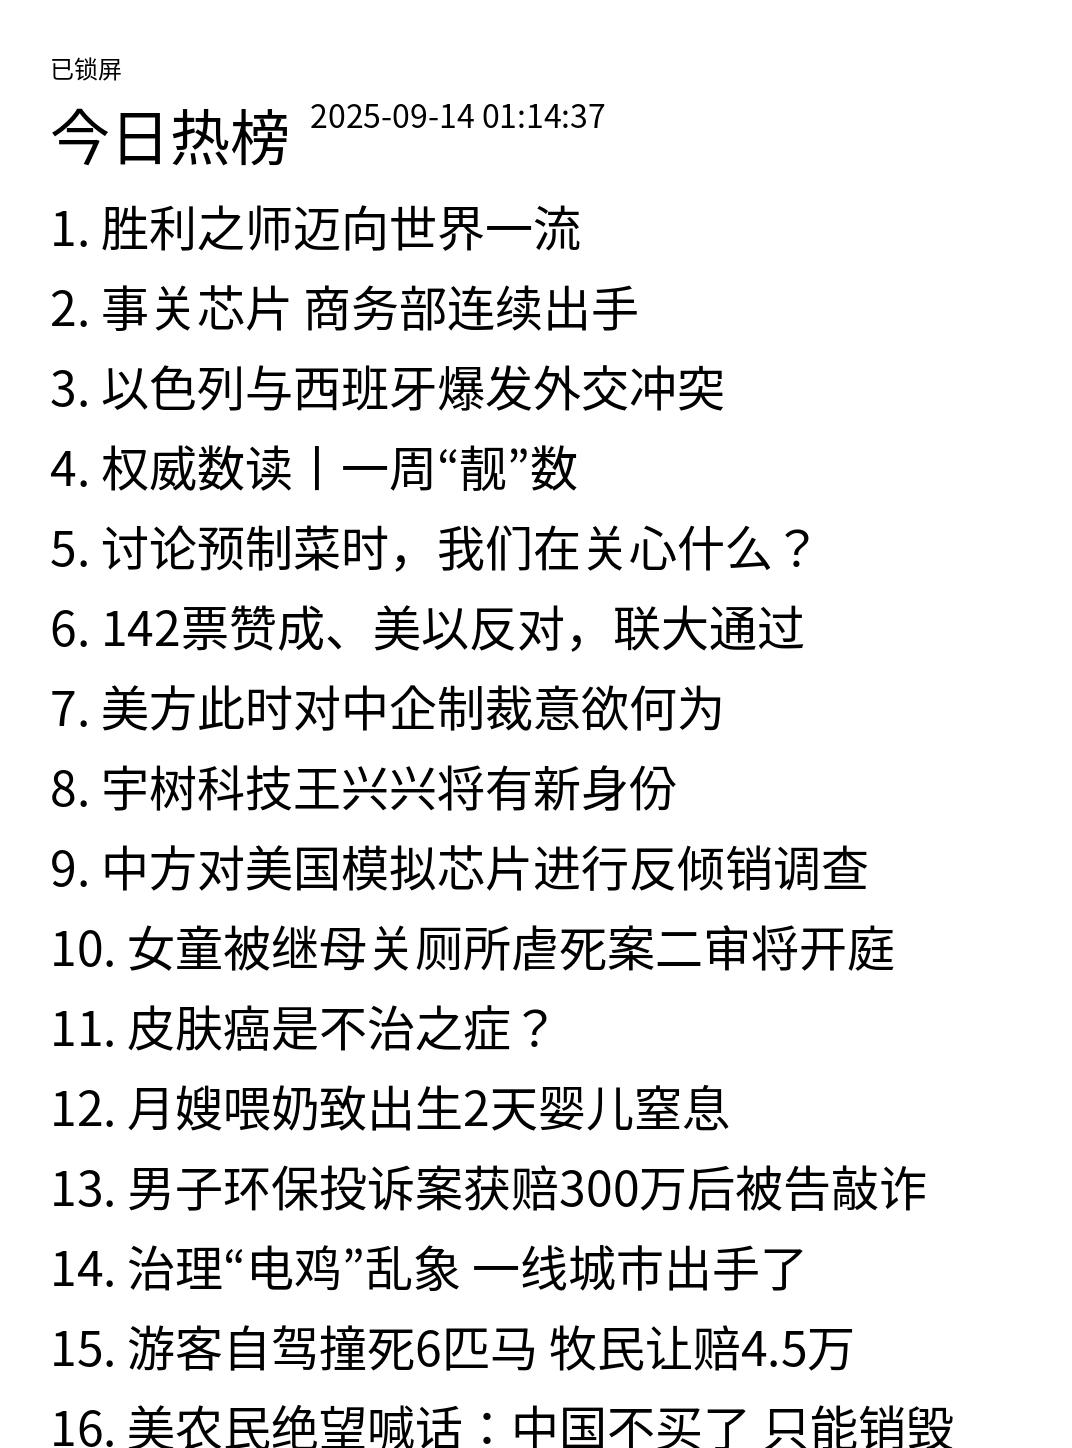 已锁屏
今日热榜 2025-09-14 01:14:37
1. 胜利之师迈向世界一流
2. 事关芯片 商务部连续出手
3. 以色列与西班牙爆发外交冲突
4. 权威数读丨一周“靓”数
5. 讨论预制菜时，我们在关心什么？
6. 142票赞成、美以反对，联大通过
7. 美方此时对中企制裁意欲何为
8. 宇树科技王兴兴将有新身份
9. 中方对美国模拟芯片进行反倾销调查
10. 女童被继母关厕所虐死案二审将开庭
11. 皮肤癌是不治之症？
12. 月嫂喂奶致出生2天婴儿窒息
13. 男子环保投诉案获赔300万后被告敲诈
14. 治理“电鸡”乱象 一线城市出手了
15. 游客自驾撞死6匹马 牧民让赔4.5万
16. 美农民绝望喊话：中国不买了 只能销毁